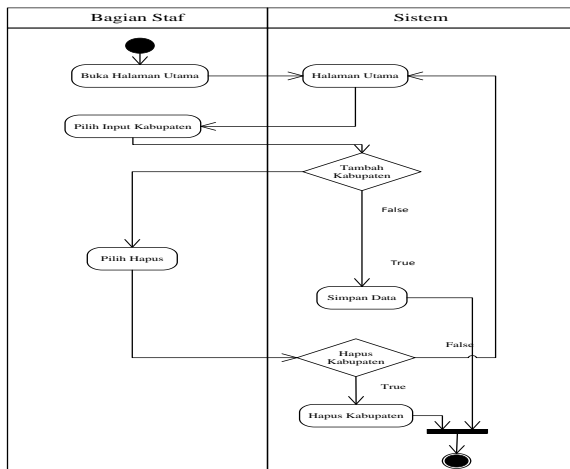 Bagian Staf
Sistem
Buka Halaman Utama
Halaman Utama
Pilih Input Kabupaten
Tambah
Kabupaten
False
Pilih Hapus
True
Simpan Data
Hapus
Kabupaten
False
True
Hapus Kabupaten